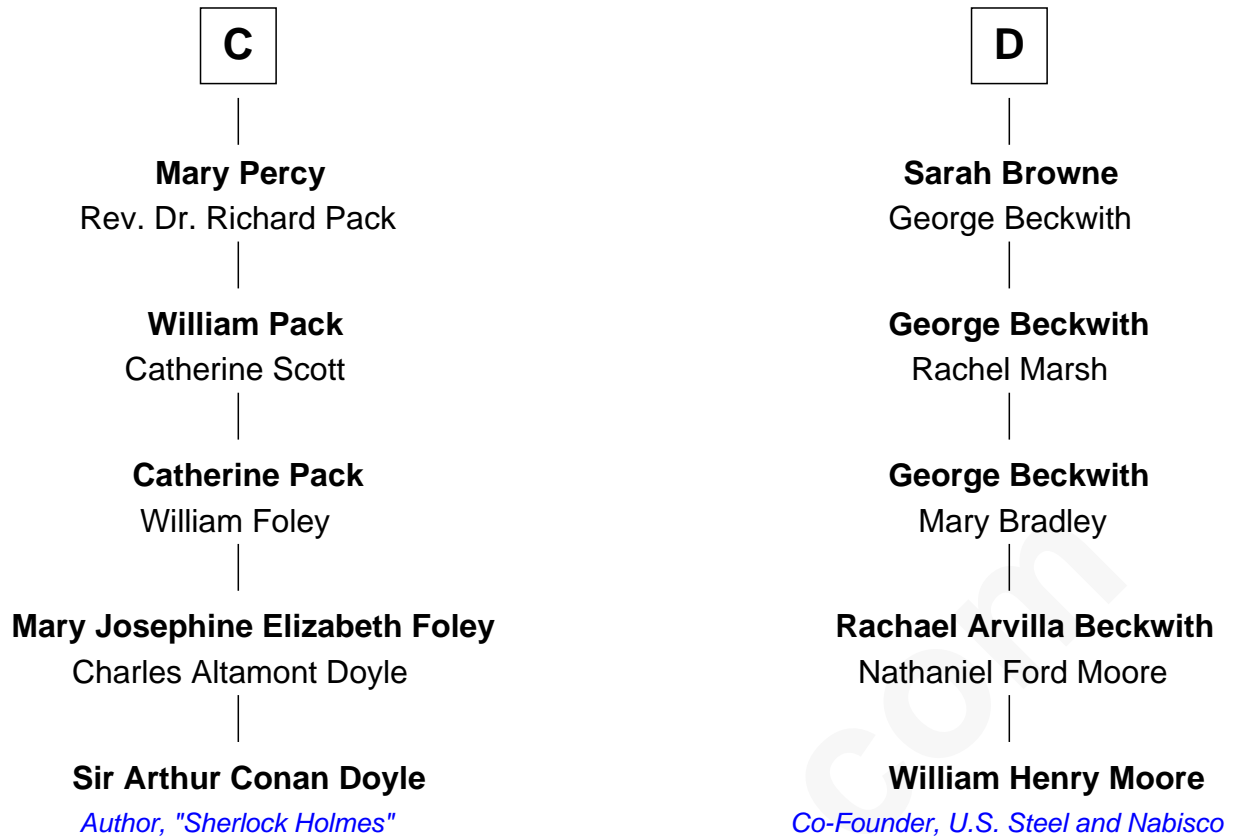 C
Mary Percy
Rev. Dr. Richard Pack
William Pack
Catherine Scott
Catherine Pack
William Foley
Mary Josephine Elizabeth Foley
Charles Altamont Doyle
Sir Arthur Conan Doyle
Author, "Sherlock Holmes"
D
Sarah Browne
George Beckwith
George Beckwith
Rachel Marsh
George Beckwith
Mary Bradley
Rachael Arvilla Beckwith
Nathaniel Ford Moore
William Henry Moore
Co-Founder, U.S. Steel and Nabisco
com